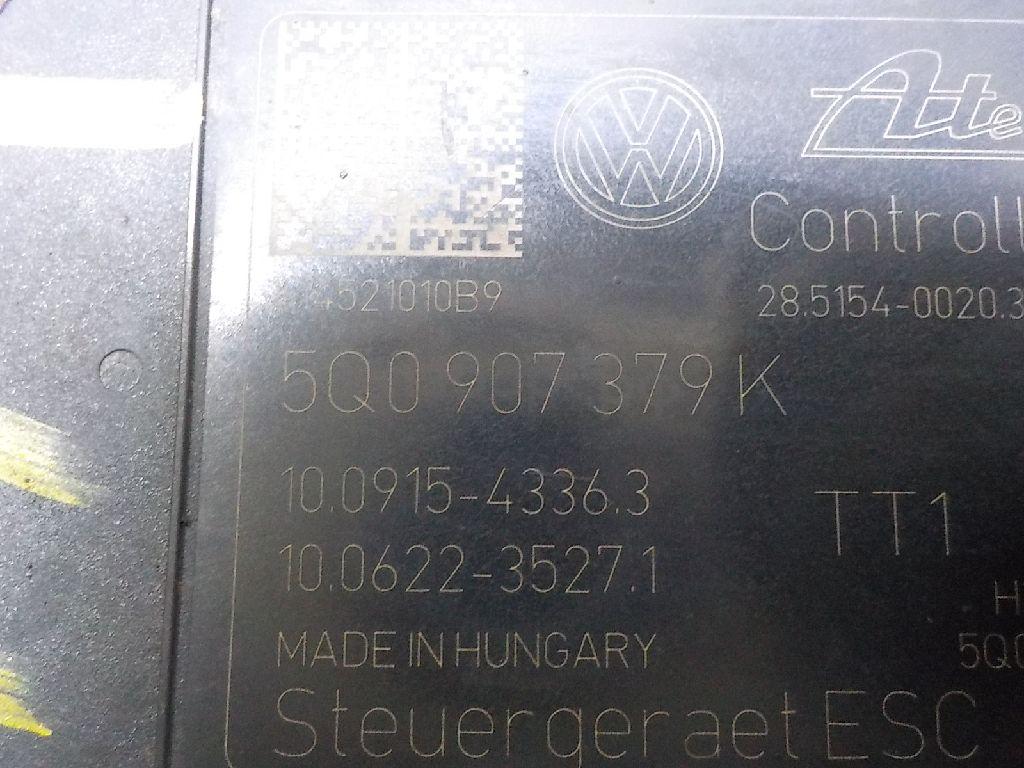 Ate
Controll
4521010B9
28.5154-0020.3
5Q0 907 379 K
10.0915-4336.3
TT1
10.0622-3527.1
H
MADE IN HUNGARY
5Q0
Steuergeraet ESC